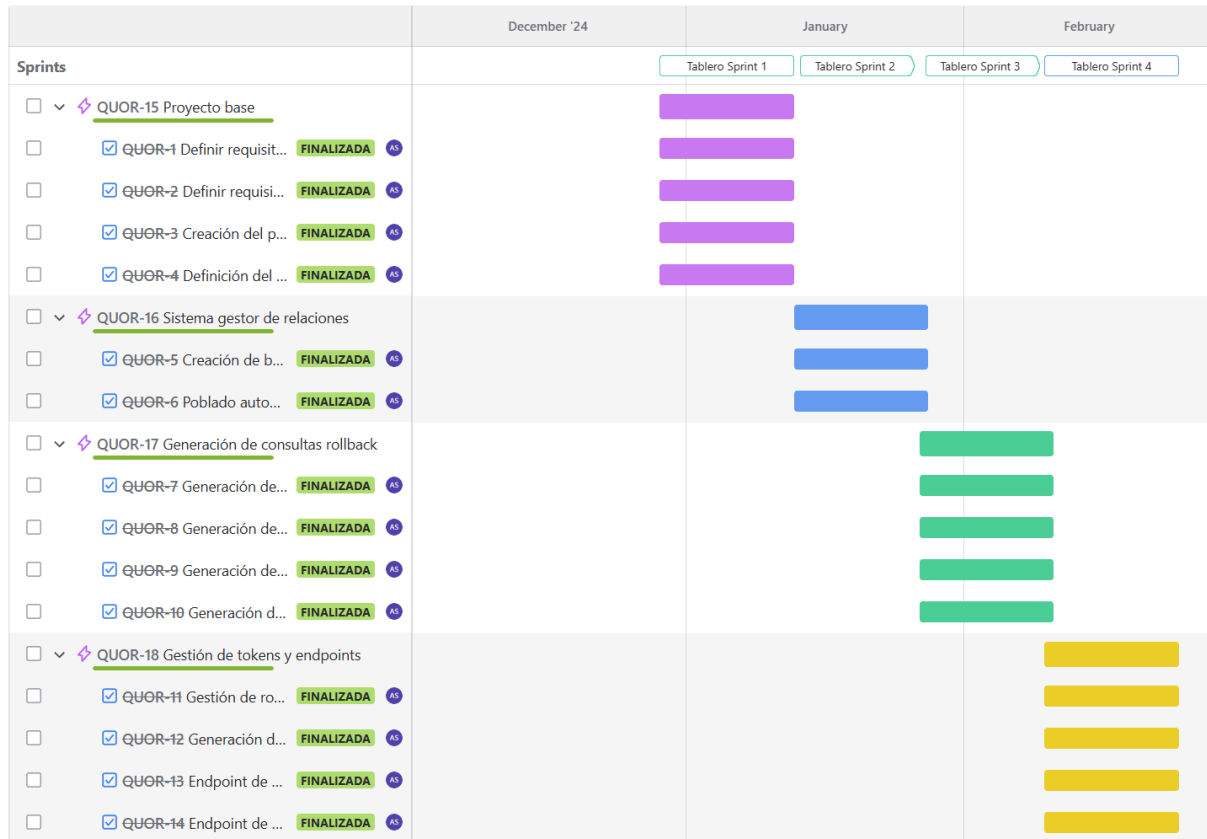 December '24 January February
Sprints Tablero Sprint 1 Tablero Sprint 2 Tablero Sprint 3 Tablero Sprint 4
QUOR-15 Proyecto base
QUOR-1 Definir requisit... FINALIZADA AS
QUOR-2 Definir requisi... FINALIZADA AS
QUOR-3 Creación del p... FINALIZADA AS
QUOR-4 Definición del ... FINALIZADA AS
QUOR-16 Sistema gestor de relaciones
QUOR-5 Creación de b... FINALIZADA AS
QUOR-6 Poblado auto... FINALIZADA AS
QUOR-17 Generación de consultas rollback
QUOR-7 Generación de... FINALIZADA AS
QUOR-8 Generación de... FINALIZADA AS
QUOR-9 Generación de... FINALIZADA AS
QUOR-10 Generación d... FINALIZADA AS
QUOR-18 Gestión de tokens y endpoints
QUOR-11 Gestión de ro... FINALIZADA AS
QUOR-12 Generación d... FINALIZADA AS
QUOR-13 Endpoint de ... FINALIZADA AS
QUOR-14 Endpoint de ... FINALIZADA AS